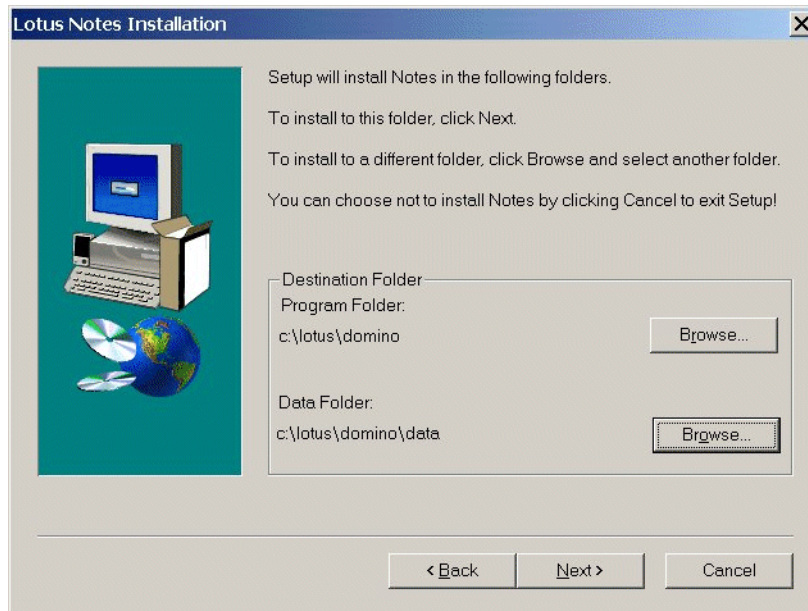 Lotus Notes Installation
Setup will install Notes in the following folders.
To install to this folder, click Next.
To install to a different folder, click Browse and select another folder.
You can choose not to install Notes by clicking Cancel to exit Setup!
Destination Folder
Program Folder:
c:\lotus\domino
Browse...
Data Folder:
c:\lotus\domino\data
Browse...
< Back
Next >
Cancel